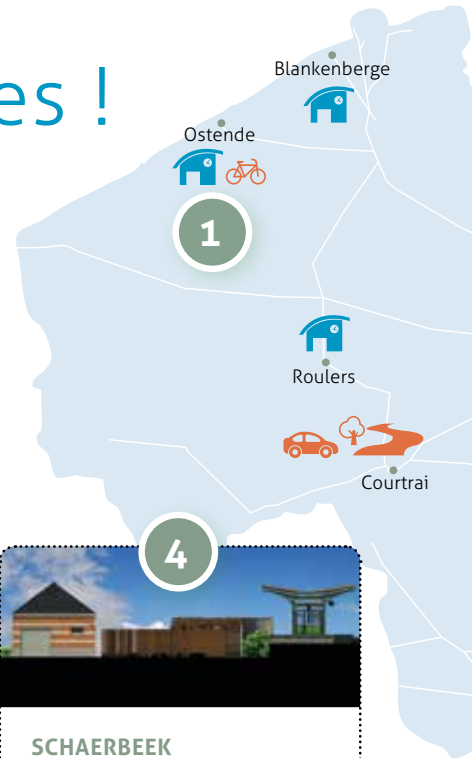 es !
Blankenberge
Ostende
1
Roulers
Courtrai
4
SCHAERBEEK